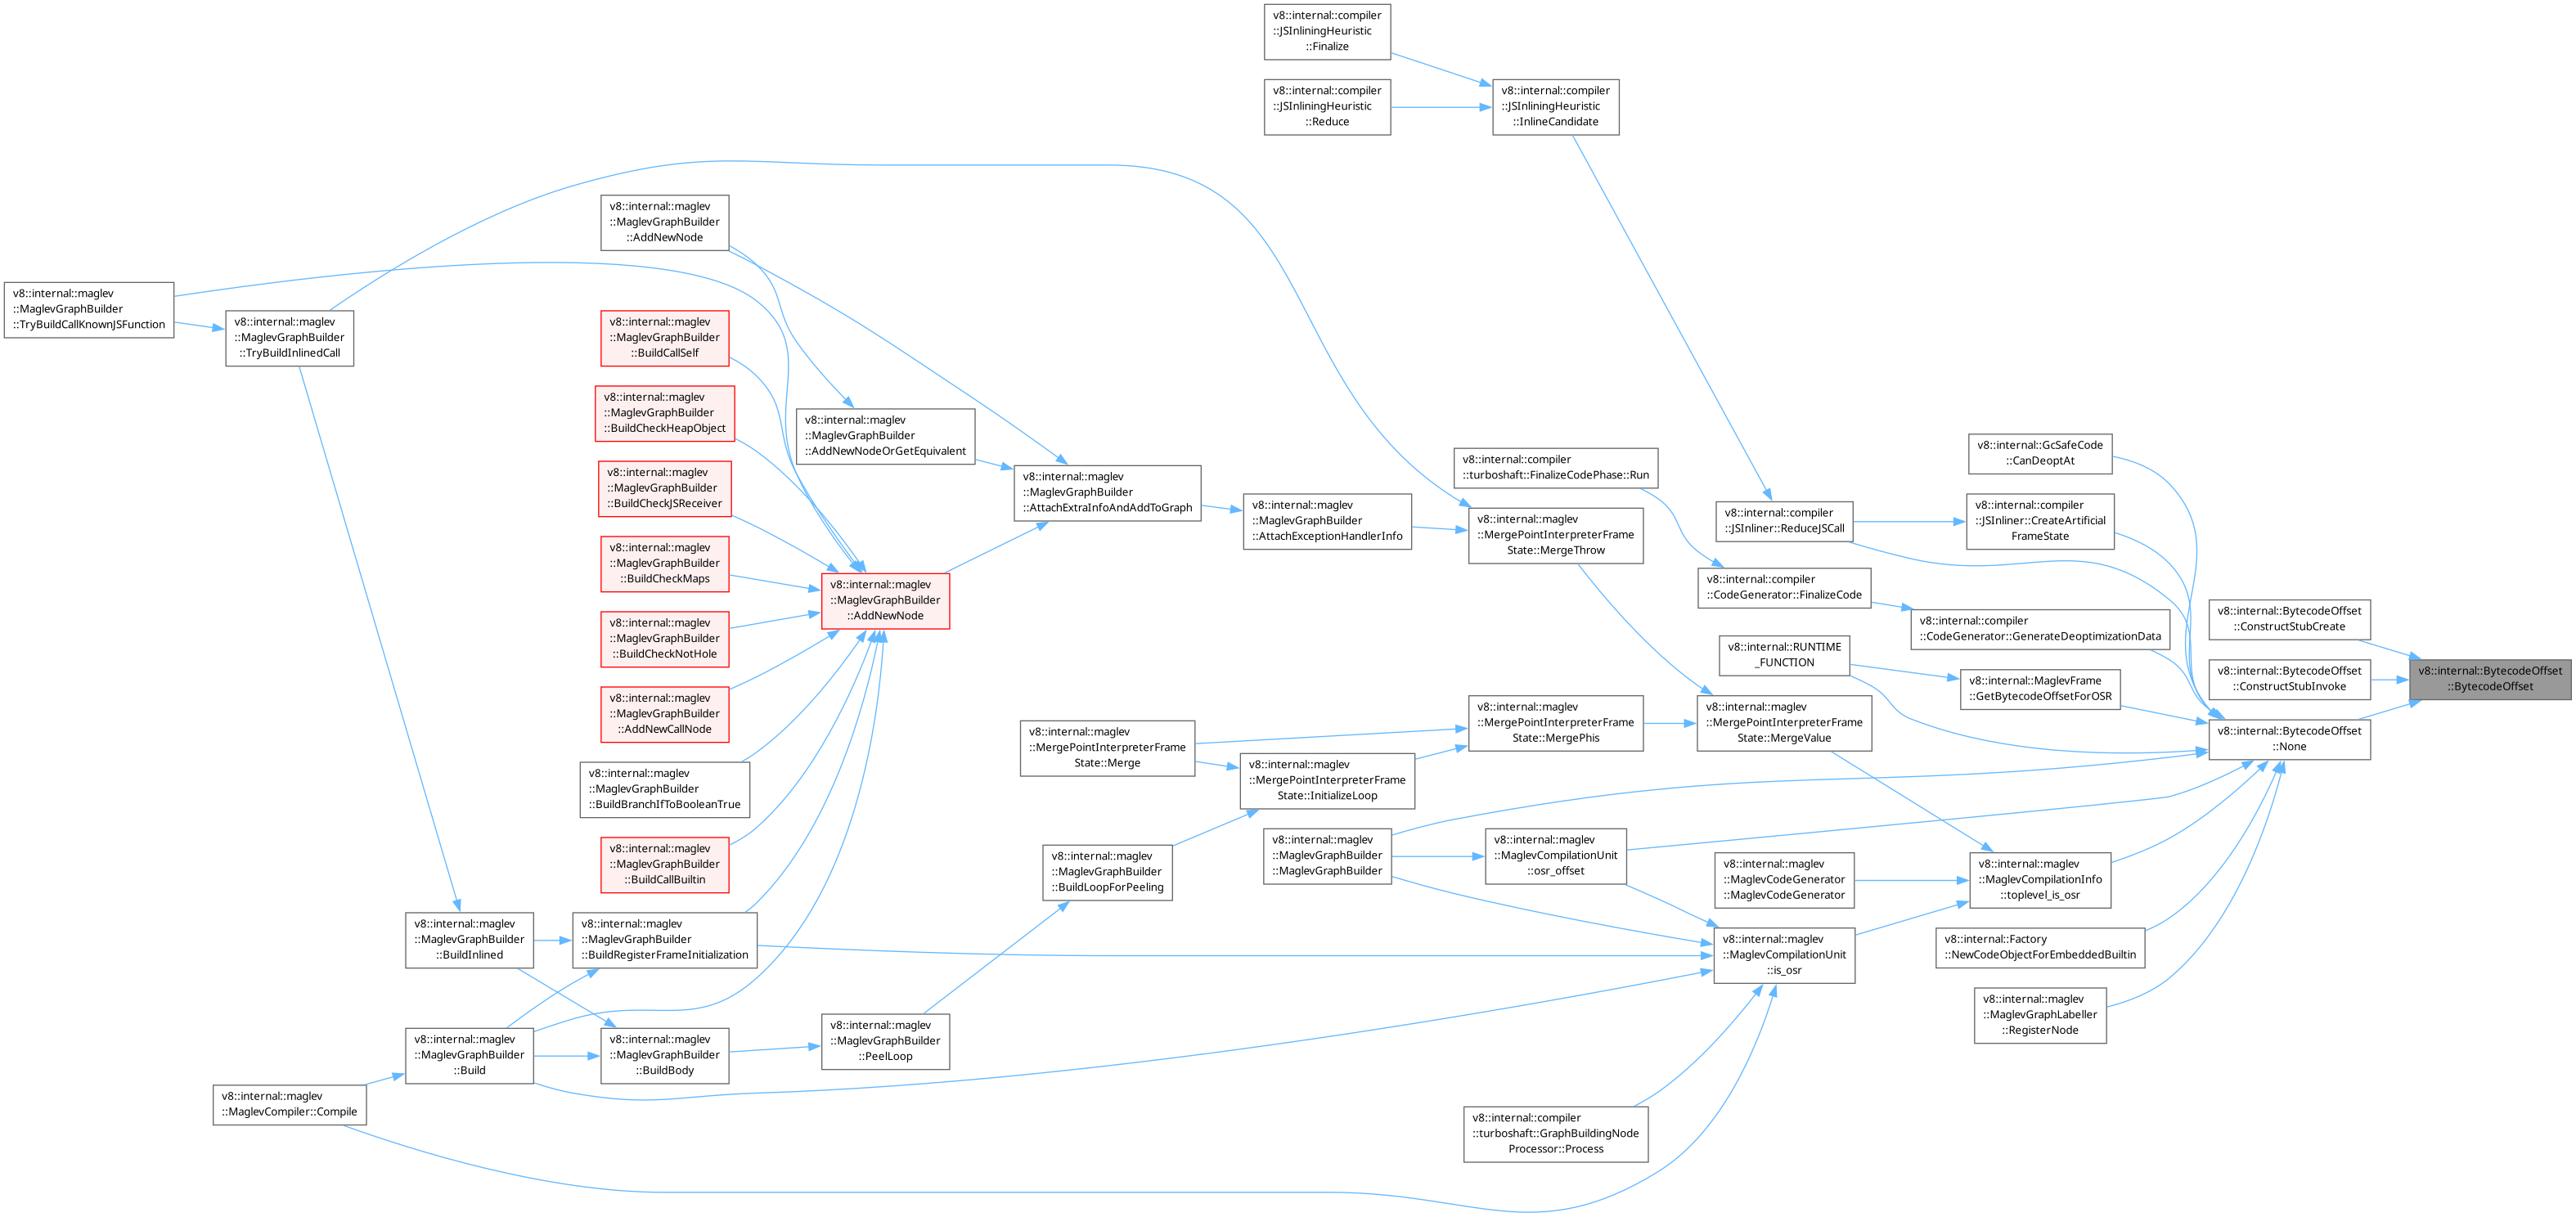 v8::internal::compiler
::JSInliningHeuristic
::Finalize
v8::internal::compiler
::JSInliningHeuristic
::Reduce
v8::internal::compiler
::JSInliningHeuristic
::InlineCandidate
v8::internal::maglev
::MaglevGraphBuilder
::AddNewNode
v8::internal::maglev
::MaglevGraphBuilder
::TryBuildCallKnownJSFunction
v8::internal::maglev
::MaglevGraphBuilder
::TryBuildInlinedCall
v8::internal::maglev
::MaglevGraphBuilder
::BuildCallSelf
v8::internal::maglev
::MaglevGraphBuilder
::BuildCheckHeapObject
v8::internal::maglev
::MaglevGraphBuilder
::AddNewNodeOrGetEquivalent
v8::internal::maglev
::MaglevGraphBuilder
::BuildCheckJSReceiver
v8::internal::maglev
::MaglevGraphBuilder
::AttachExtraInfoAndAddToGraph
v8::internal::maglev
::MaglevGraphBuilder
::AttachExceptionHandlerInfo
v8::internal::compiler
::turboshaft::FinalizeCodePhase::Run
v8::internal::maglev
::MergePointInterpreterFrame
State::MergeThrow
v8::internal::compiler
::JSInliner::ReduceJSCall
v8::internal::GcSafeCode
::CanDeoptAt
v8::internal::compiler
::JSInliner::CreateArtificial
FrameState
v8::internal::maglev
::MaglevGraphBuilder
::BuildCheckMaps
v8::internal::maglev
::MaglevGraphBuilder
::AddNewNode
v8::internal::compiler
::CodeGenerator::FinalizeCode
v8::internal::compiler
::CodeGenerator::GenerateDeoptimizationData
v8::internal::BytecodeOffset
::ConstructStubCreate
v8::internal::maglev
::MaglevGraphBuilder
::BuildCheckNotHole
v8::internal::RUNTIME
_FUNCTION
v8::internal::MaglevFrame
::GetBytecodeOffsetForOSR
v8::internal::BytecodeOffset
::ConstructStubInvoke
v8::internal::BytecodeOffset
::BytecodeOffset
v8::internal::maglev
::MaglevGraphBuilder
::AddNewCallNode
v8::internal::maglev
::MergePointInterpreterFrame
State::Merge
v8::internal::maglev
::MergePointInterpreterFrame
State::MergePhis
v8::internal::maglev
::MergePointInterpreterFrame
State::MergeValue
v8::internal::BytecodeOffset
::None
v8::internal::maglev
::MaglevGraphBuilder
::BuildBranchIfToBooleanTrue
v8::internal::maglev
::MergePointInterpreterFrame
State::InitializeLoop
v8::internal::maglev
::MaglevGraphBuilder
::BuildCallBuiltin
v8::internal::maglev
::MaglevGraphBuilder
::BuildLoopForPeeling
v8::internal::maglev
::MaglevGraphBuilder
::MaglevGraphBuilder
v8::internal::maglev
::MaglevCompilationUnit
::osr_offset
v8::internal::maglev
::MaglevCodeGenerator
::MaglevCodeGenerator
v8::internal::maglev
::MaglevCompilationInfo
::toplevel_is_osr
v8::internal::maglev
::MaglevGraphBuilder
::BuildInlined
v8::internal::maglev
::MaglevGraphBuilder
::BuildRegisterFrameInitialization
v8::internal::maglev
::MaglevCompilationUnit
::is_osr
v8::internal::Factory
::NewCodeObjectForEmbeddedBuiltin
v8::internal::maglev
::MaglevGraphLabeller
::RegisterNode
v8::internal::maglev
::MaglevGraphBuilder
::Build
v8::internal::maglev
::MaglevGraphBuilder
::BuildBody
v8::internal::maglev
::MaglevGraphBuilder
::PeelLoop
v8::internal::maglev
::MaglevCompiler::Compile
v8::internal::compiler
::turboshaft::GraphBuildingNode
Processor::Process